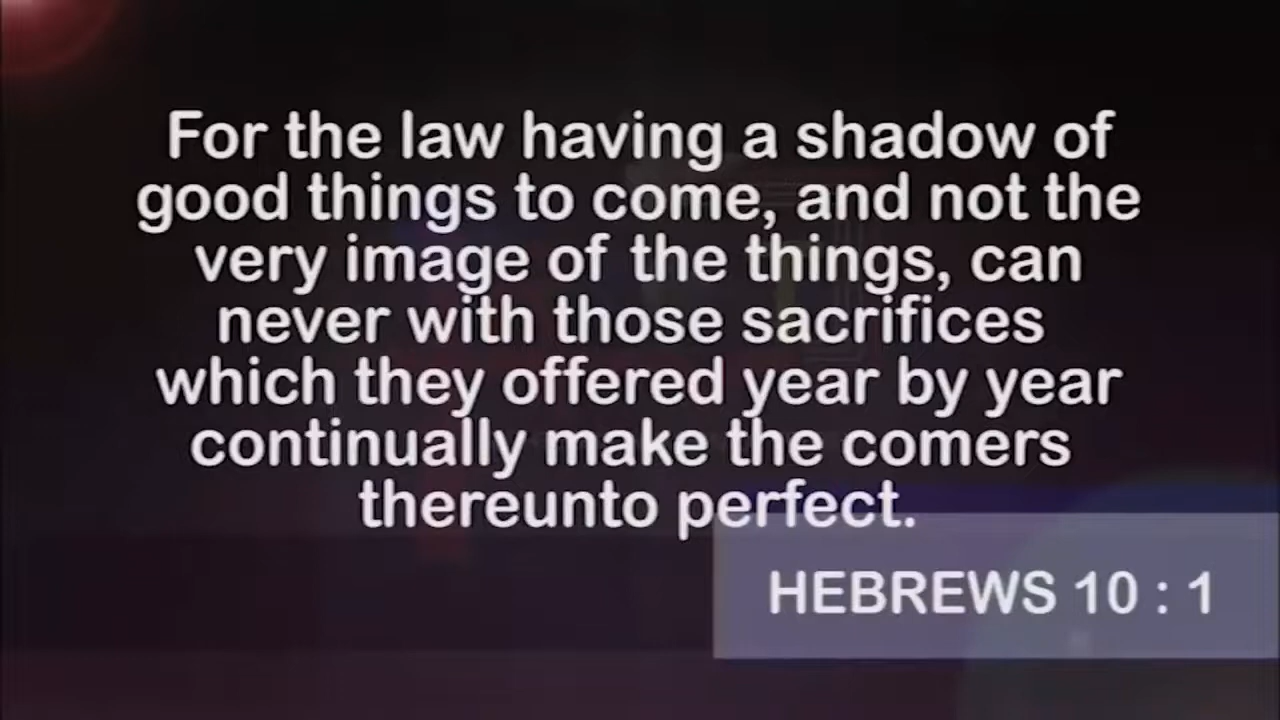 For the law having a shadow of
good things to come, and not the
very image of the things, can
never with those sacrifices
which they offered year by year
continually make the comers
thereunto perfect.
HEBREWS 10 : 1